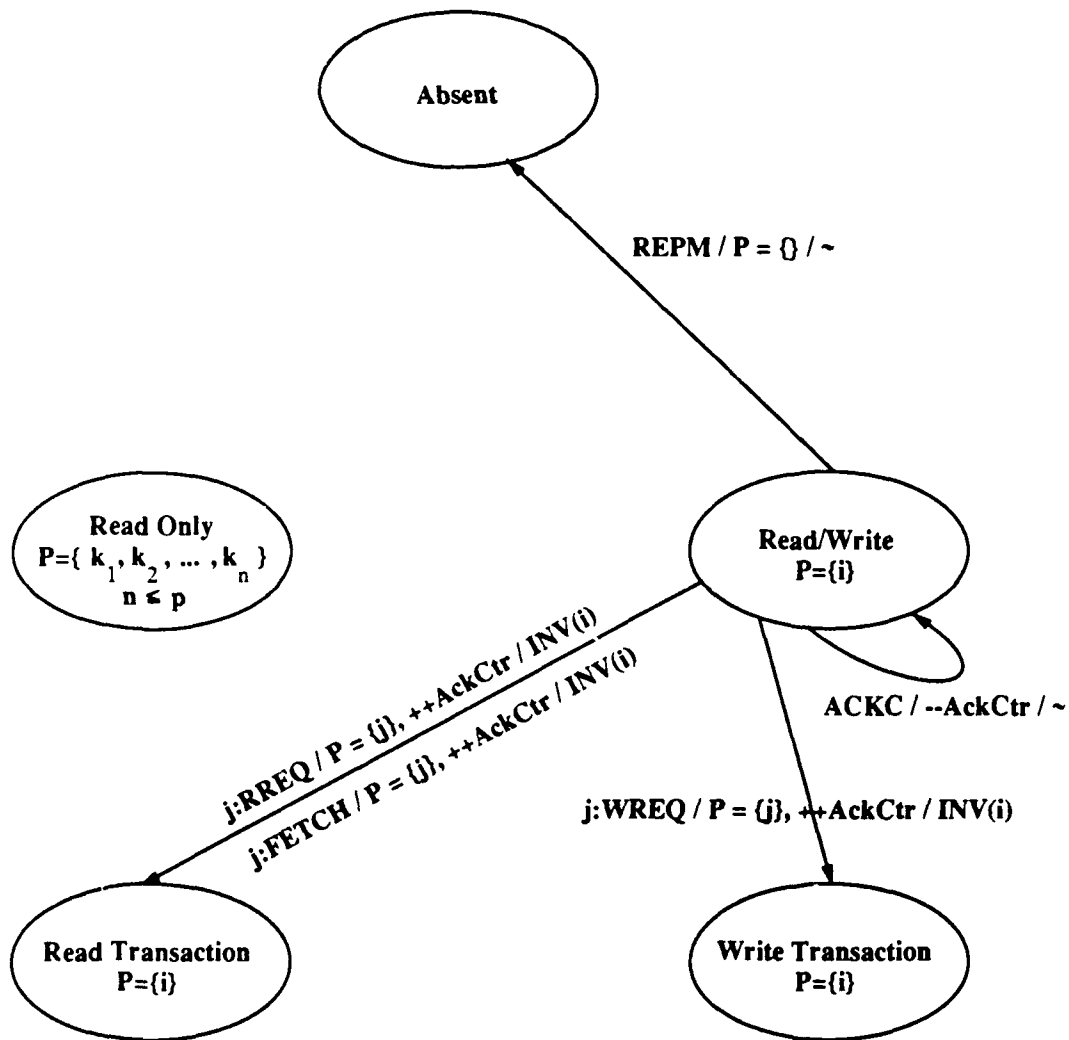 Absent
REPM / P = {} / ~
Read Only
P={ k1, k2, ... , kn }
n ≤ p
Read/Write
P={i}
j:RREQ / P = {j}, ++AckCtr / INV(i)
j:FETCH / P = {j}, ++AckCtr / INV(i)
ACKC / --AckCtr / ~
j:WREQ / P = {j}, ++AckCtr / INV(i)
Read Transaction
P={i}
Write Transaction
P={i}